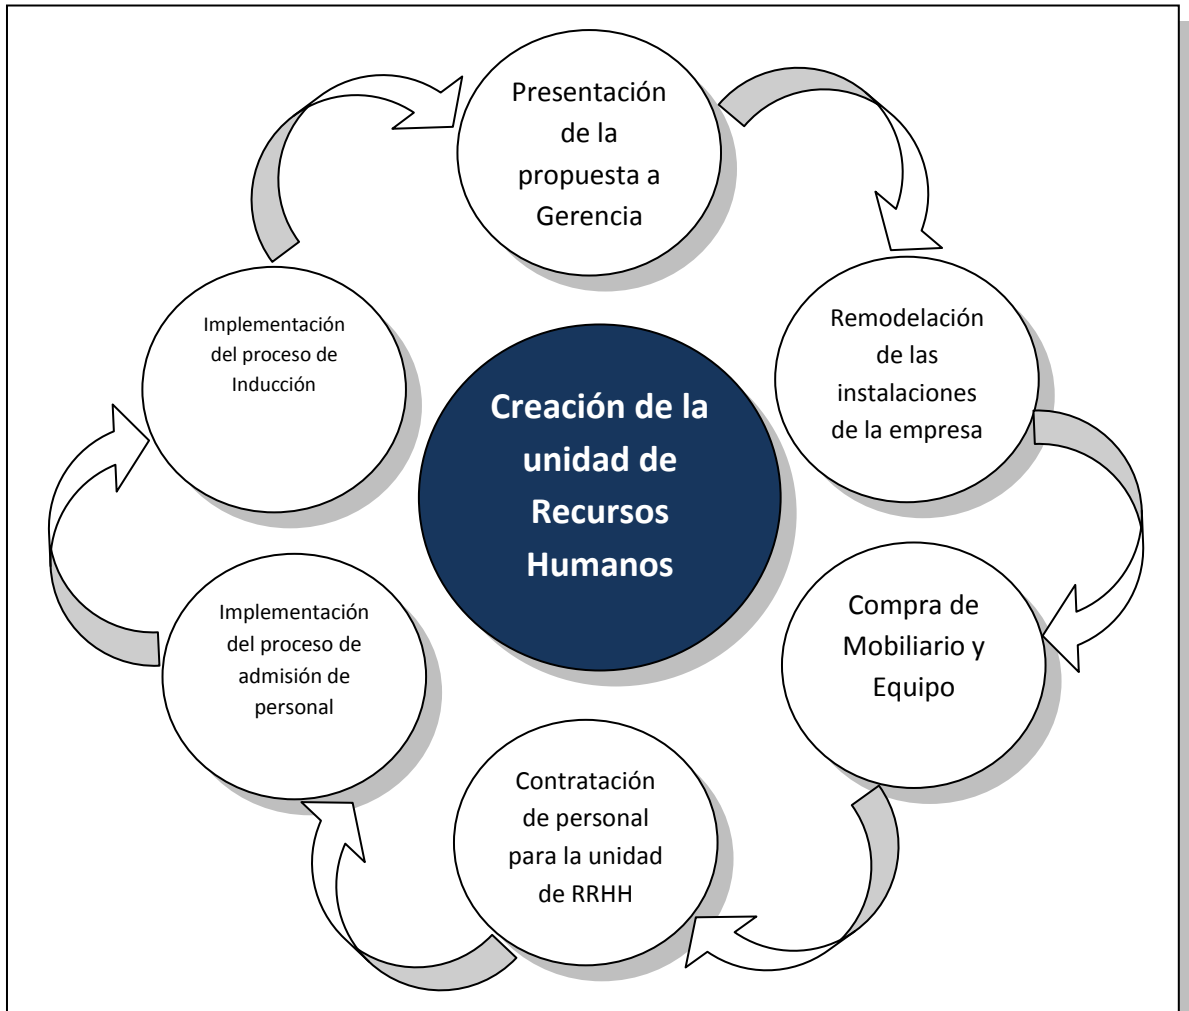 Presentación
de la
propuesta a
Gerencia
Remodelación
de las
instalaciones
de la empresa
Compra de
Mobiliario y
Equipo
Contratación
de personal
para la unidad
de RRHH
Implementación
del proceso de
admisión de
personal
Implementación
del proceso de
Inducción
Creación de la
unidad de
Recursos
Humanos